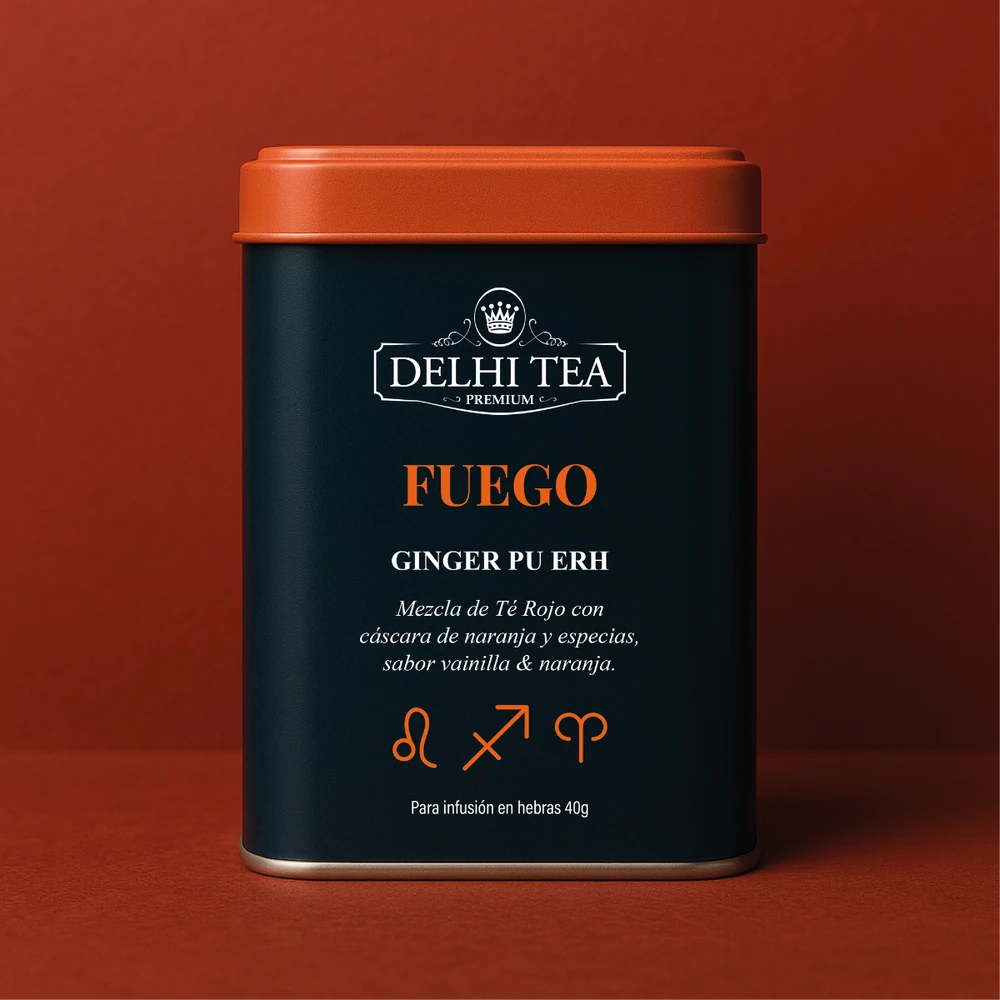 DELHI TEA
PREMIUM
FUEGO
GINGER PU ERH
Mezcla de Té Rojo con
cáscara de naranja y especias,
sabor vainilla & naranja.
Para infusión en hebras 40g